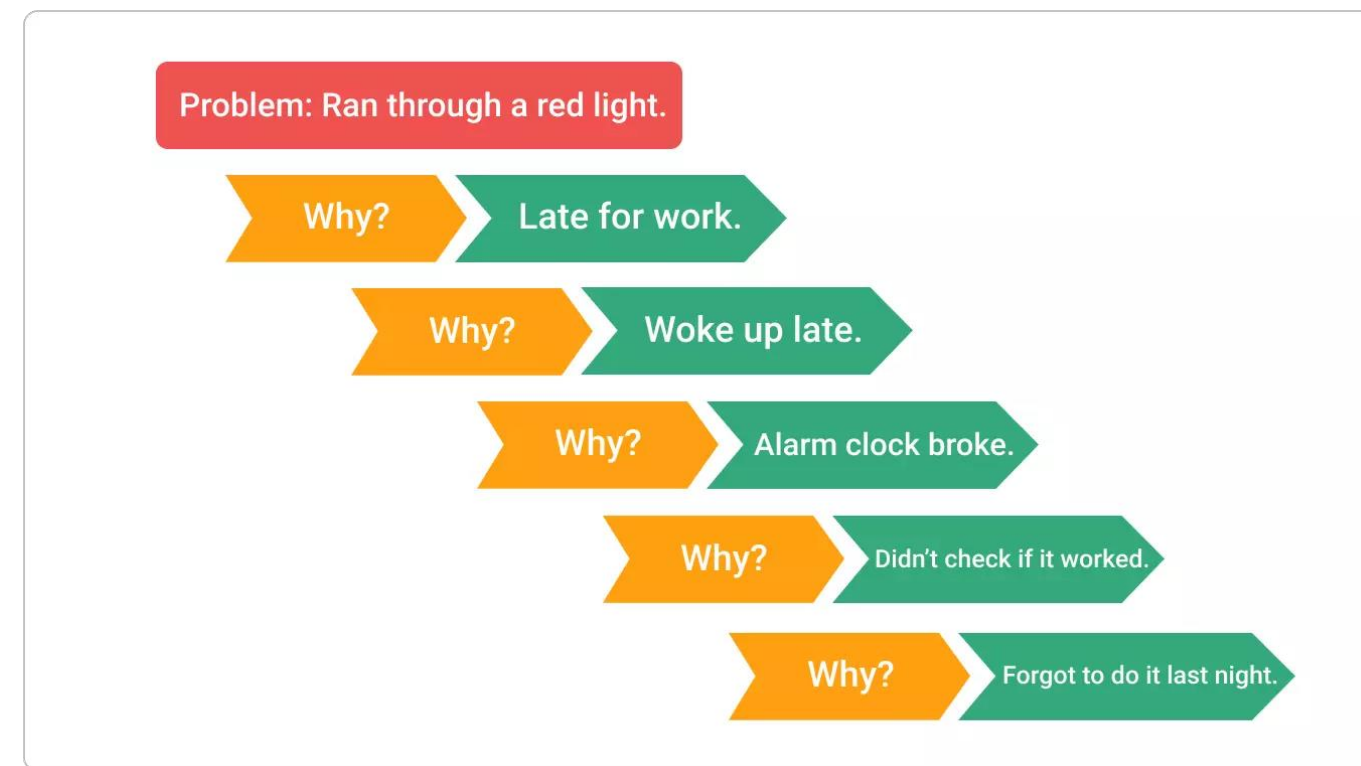 Problem: Ran through a red light.
Why? Late for work.
Why? Woke up late.
Why? Alarm clock broke.
Why? Didn’t check if it worked.
Why? Forgot to do it last night.